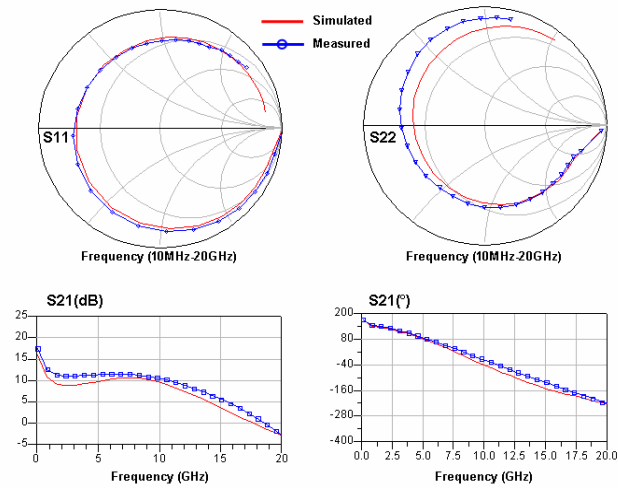 Simulated
Measured
S11
S22
Frequency (10MHz-20GHz)
Frequency (10MHz-20GHz)
S21(dB)
25
20
15
10
5
0
-5
0
5
10
15
20
Frequency (GHz)
S21(°)
200
80
-40
-160
-280
-400
0.0
2.5
5.0
7.5
10.0
12.5
15.0
17.5
20.0
Frequency (GHz)